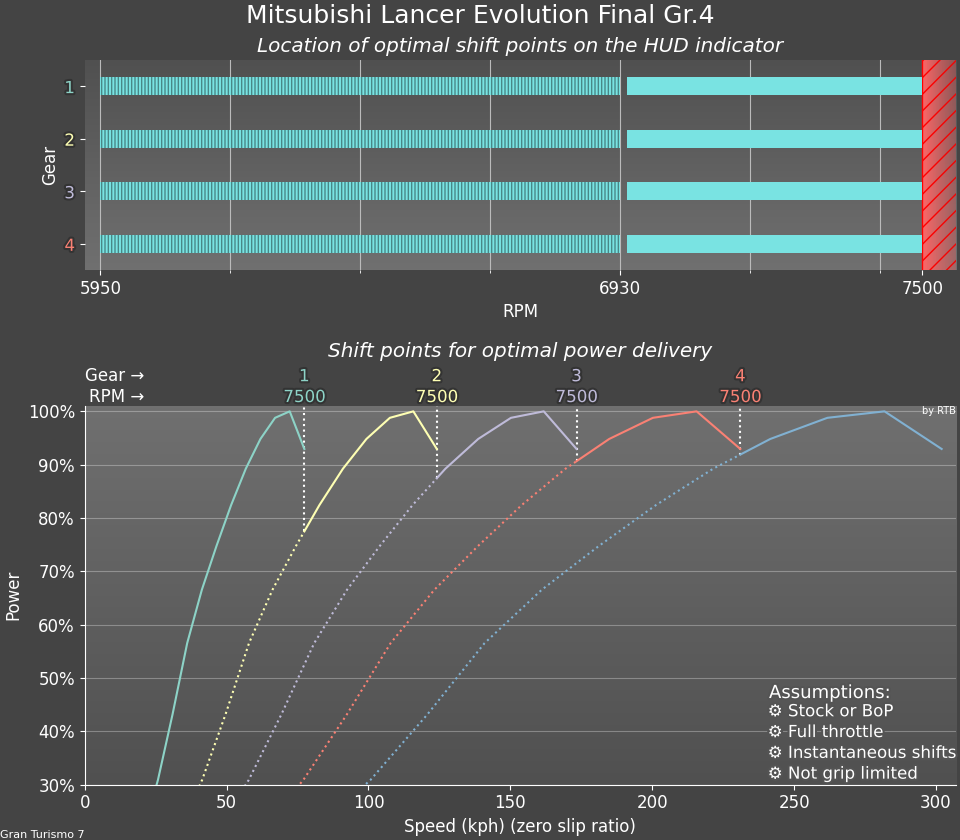 Mitsubishi Lancer Evolution Final Gr.4
Location of optimal shift points on the HUD indicator
Gear
1
2
3
4
5950 6930 7500
RPM
Shift points for optimal power delivery
Gear → 1 2 3 4
RPM → 7500 7500 7500 7500
by RTB
Power
100%
90%
80%
70%
60%
50%
40%
30%
Assumptions:
⚙ Stock or BoP
⚙ Full throttle
⚙ Instantaneous shifts
⚙ Not grip limited
0 50 100 150 200 250 300
Speed (kph) (zero slip ratio)
Gran Turismo 7